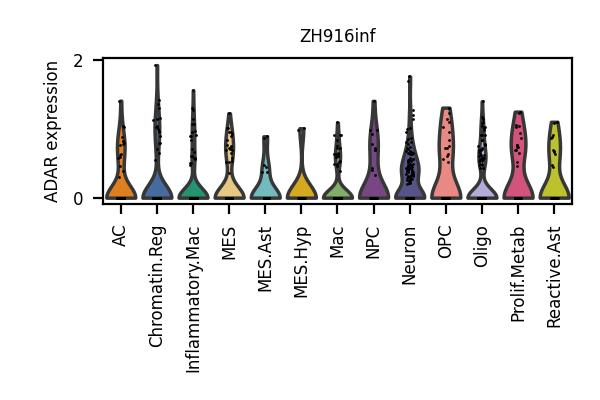 ZH916inf
ADAR expression
2
0
AC
Chromatin.Reg
Inflammatory.Mac
MES
MES.Ast
MES.Hyp
Mac
NPC
Neuron
OPC
Oligo
Prolif.Metab
Reactive.Ast